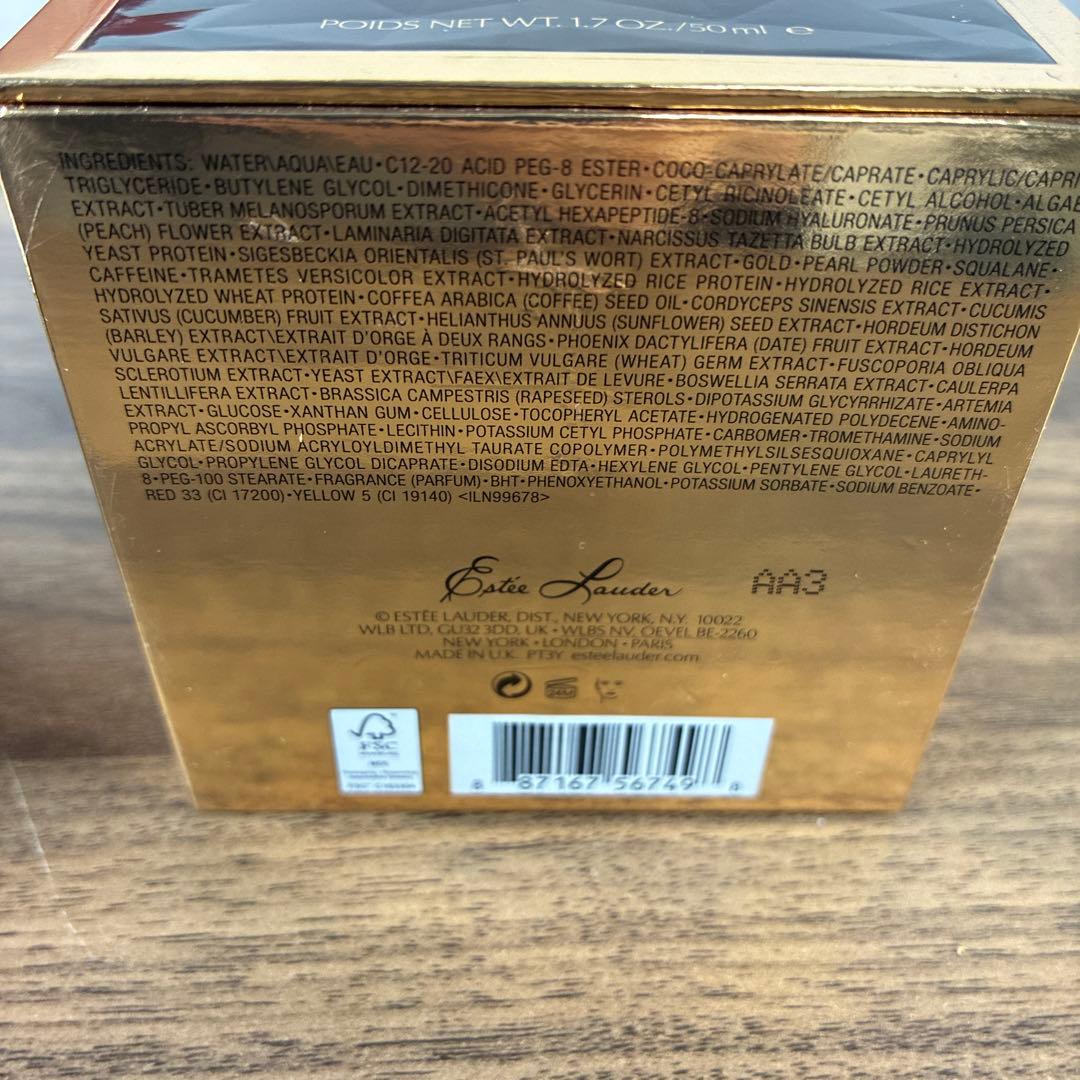 POIDS NET WT. 1.7 OZ./50 ml ℮
INGREDIENTS: WATER\AQUA\EAU • C12-20 ACID PEG-8 ESTER • COCO-CAPRYLATE/CAPRATE • CAPRYLIC/CAPRI
TRIGLYCERIDE • BUTYLENE GLYCOL • DIMETHICONE • GLYCERIN • CETYL RICINOLEATE • CETYL ALCOHOL • ALGAE
EXTRACT • TUBER MELANOSPORUM EXTRACT • ACETYL HEXAPEPTIDE-8 • SODIUM HYALURONATE • PRUNUS PERSICA
(PEACH) FLOWER EXTRACT • LAMINARIA DIGITATA EXTRACT • NARCISSUS TAZETTA BULB EXTRACT • HYDROLYZED
YEAST PROTEIN • SIGESBECKIA ORIENTALIS (ST. PAUL'S WORT) EXTRACT • GOLD • PEARL POWDER • SQUALANE •
CAFFEINE • TRAMETES VERSICOLOR EXTRACT • HYDROLYZED RICE PROTEIN • HYDROLYZED RICE EXTRACT •
HYDROLYZED WHEAT PROTEIN • COFFEA ARABICA (COFFEE) SEED OIL • CORDYCEPS SINENSIS EXTRACT • CUCUMIS
SATIVUS (CUCUMBER) FRUIT EXTRACT • HELIANTHUS ANNUUS (SUNFLOWER) SEED EXTRACT • HORDEUM DISTICHON
(BARLEY) EXTRACT\EXTRAIT D'ORGE À DEUX RANGS • PHOENIX DACTYLIFERA (DATE) FRUIT EXTRACT • HORDEUM
VULGARE EXTRACT\EXTRAIT D'ORGE • TRITICUM VULGARE (WHEAT) GERM EXTRACT • FUSCOPORIA OBLIQUA
SCLEROTIUM EXTRACT • YEAST EXTRACT\FAEX\EXTRAIT DE LEVURE • BOSWELLIA SERRATA EXTRACT • CAULERPA
LENTILLIFERA EXTRACT • BRASSICA CAMPESTRIS (RAPESEED) STEROLS • DIPOTASSIUM GLYCYRRHIZATE • ARTEMIA
EXTRACT • GLUCOSE • XANTHAN GUM • CELLULOSE • TOCOPHERYL ACETATE • HYDROGENATED POLYDECENE • AMINO-
PROPYL ASCORBYL PHOSPHATE • LECITHIN • POTASSIUM CETYL PHOSPHATE • CARBOMER • TROMETHAMINE • SODIUM
ACRYLATE/SODIUM ACRYLOYLDIMETHYL TAURATE COPOLYMER • POLYMETHYLSILSESQUIOXANE • CAPRYLYL
GLYCOL • PROPYLENE GLYCOL DICAPRATE • DISODIUM EDTA • HEXYLENE GLYCOL • PENTYLENE GLYCOL • LAURETH-
8 • PEG-100 STEARATE • FRAGRANCE (PARFUM) • BHT • PHENOXYETHANOL • POTASSIUM SORBATE • SODIUM BENZOATE •
RED 33 (CI 17200) • YELLOW 5 (CI 19140) <ILN99678>
Estée Lauder
AA3
© ESTÉE LAUDER, DIST., NEW YORK, N.Y. 10022
WLB LTD, GU32 3DD, UK • WLBS NV, OEVEL BE-2260
NEW YORK • LONDON • PARIS
MADE IN U.K. PT3Y esteelauder.com
24M
FSC
8 87167 56749 8